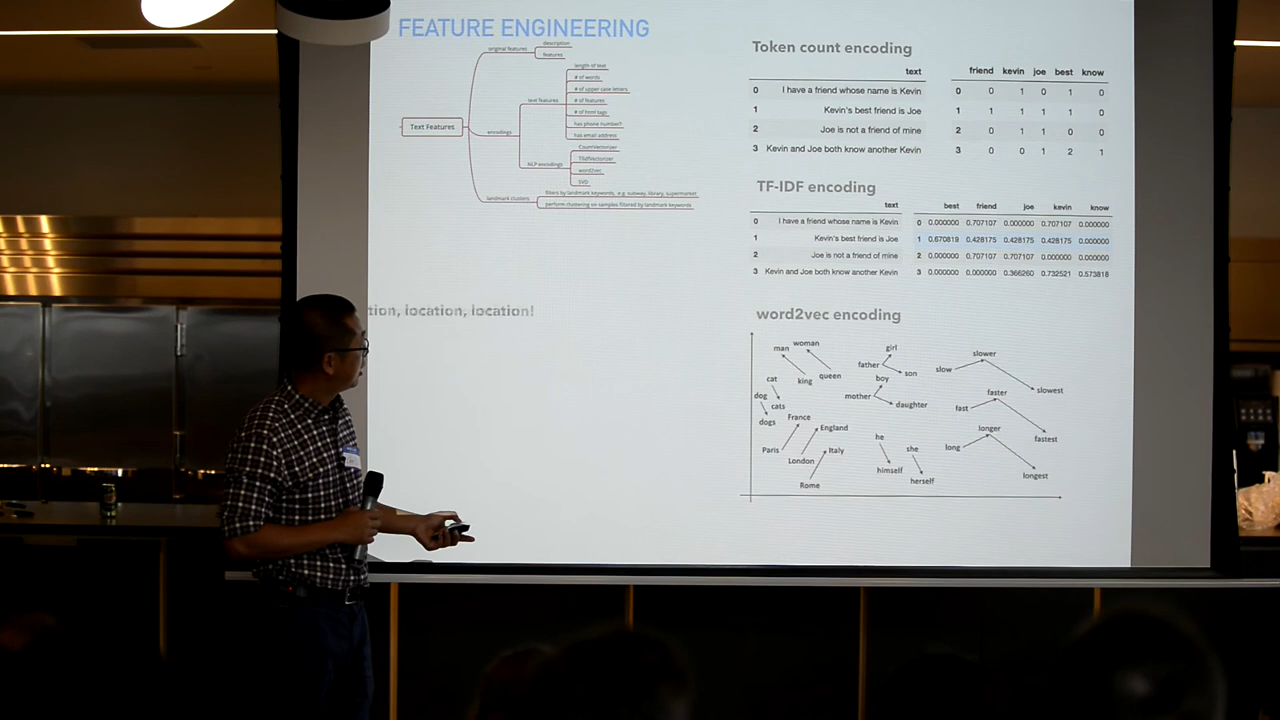 FEATURE ENGINEERING
Text Features
original features
description
features
encodings
text features
length of text
# of words
# of upper case letters
# of features
# of html tags
has phone number?
has email address
NLP encodings
CountVectorizer
TfidfVectorizer
word2vec
SVD
landmark clusters
filters by landmark keywords, e.g. subway, library, supermarket
perform clustering on samples filtered by landmark keywords
tion, location, location!
Token count encoding
text friend kevin joe best know
0 I have a friend whose name is Kevin 0 0 1 0 1 0
1 Kevin's best friend is Joe 1 1 1 1 1 0
2 Joe is not a friend of mine 2 0 1 1 0 0
3 Kevin and Joe both know another Kevin 3 0 0 1 2 1
TF-IDF encoding
text best friend joe kevin know
0 I have a friend whose name is Kevin 0 0.000000 0.707107 0.000000 0.707107 0.000000
1 Kevin's best friend is Joe 1 0.670819 0.428175 0.428175 0.428175 0.000000
2 Joe is not a friend of mine 2 0.000000 0.707107 0.707107 0.000000 0.000000
3 Kevin and Joe both know another Kevin 3 0.000000 0.000000 0.366260 0.732521 0.573818
word2vec encoding
man woman
king queen
cat
dog cats
dogs
France
England
Paris
London Italy
Rome
girl
father
son
boy
mother
daughter
he
she
himself
herself
slower
slow
slowest
faster
fast
fastest
longer
long
longest